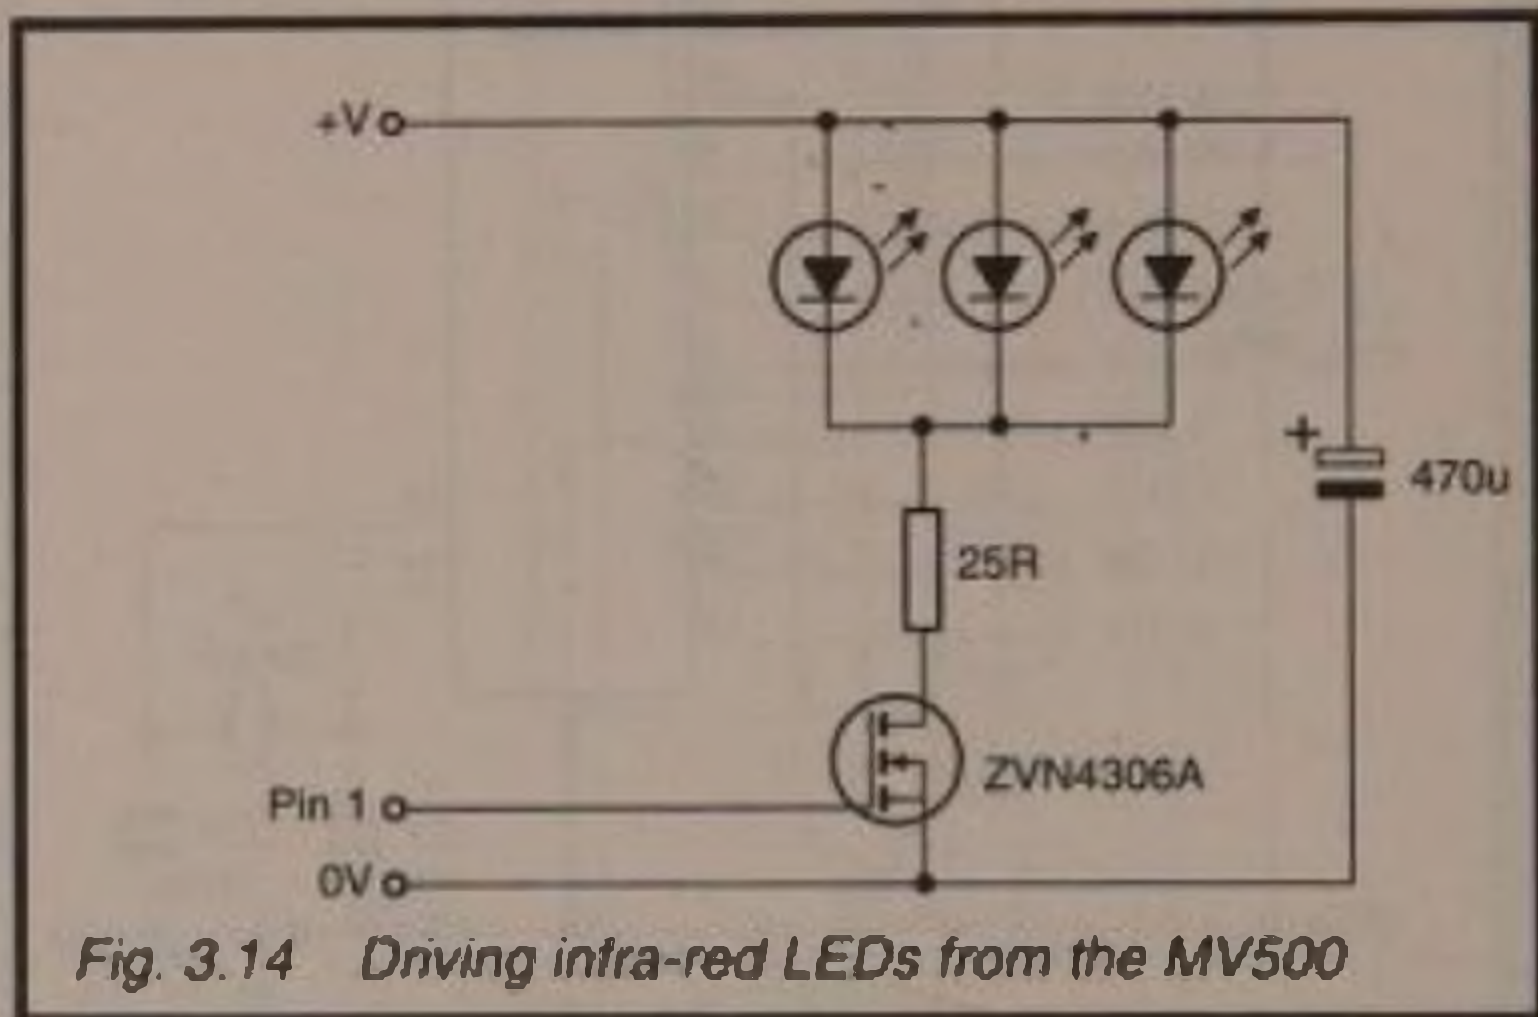 +V
+
470u
25R
ZVN4306A
Pin 1
0V
Fig. 3.14 Driving infra-red LEDs from the MV500